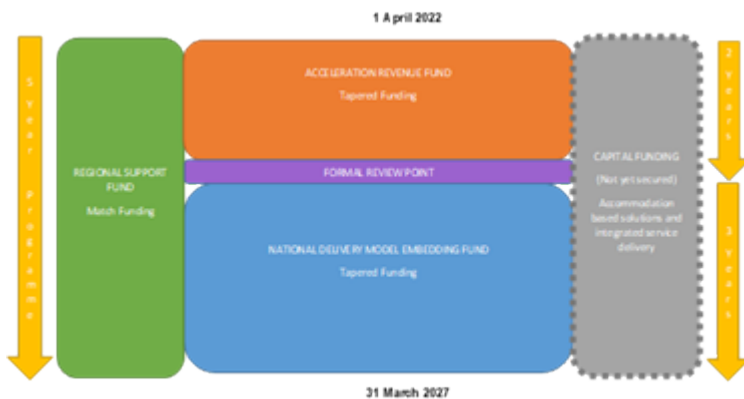 1 April 2022
5 Year Programme
REGIONAL SUPPORT
FUND
Match Funding
ACCELERATION REVENUE FUND
Tapered Funding
FORMAL REVIEW POINT
NATIONAL DELIVERY MODEL EMBEDDING FUND
Tapered Funding
CAPITAL FUNDING
(Not yet secured)
Accommodation
based solutions and
integrated service
delivery
2 Years
3 Years
31 March 2027